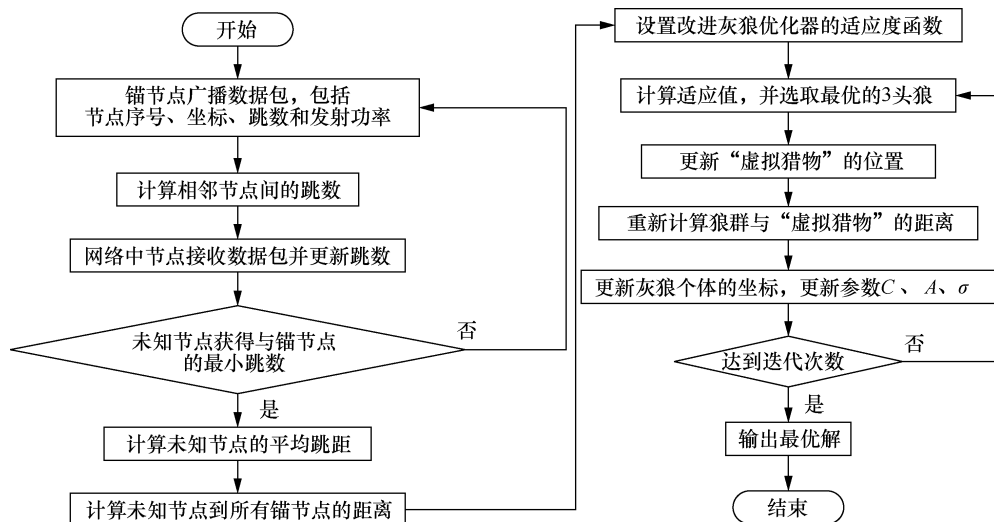 开始
锚节点广播数据包，包括
节点序号、坐标、跳数和发射功率
计算相邻节点间的跳数
网络中节点接收数据包并更新跳数
未知节点获得与锚节点
的最小跳数
否
是
计算未知节点的平均跳距
计算未知节点到所有锚节点的距离
设置改进灰狼优化器的适应度函数
计算适应值，并选取最优的3头狼
更新“虚拟猎物”的位置
重新计算狼群与“虚拟猎物”的距离
更新灰狼个体的坐标，更新参数C、A、σ
达到迭代次数
否
是
输出最优解
结束